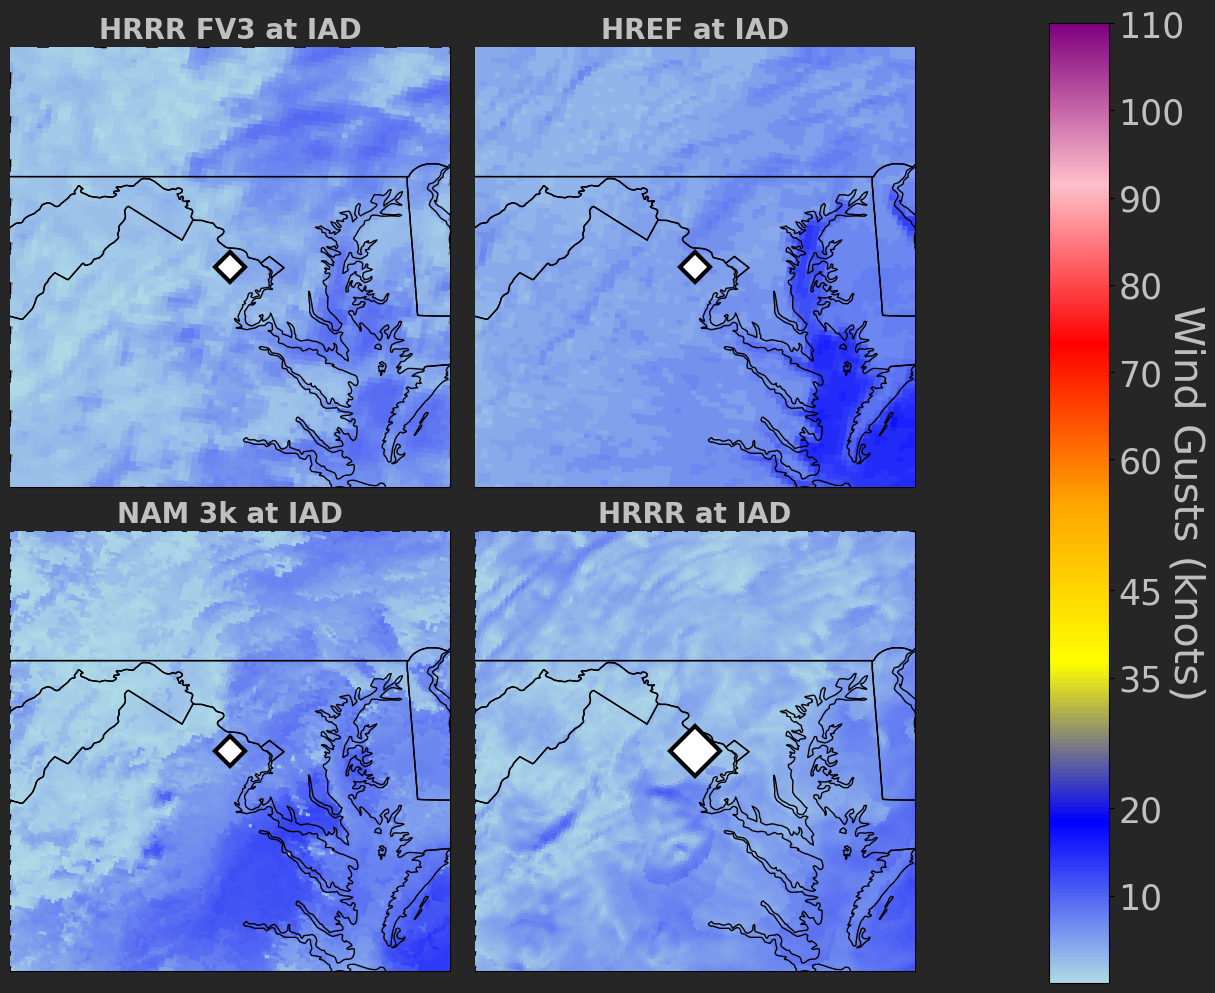 HRRR FV3 at IAD
HREF at IAD
NAM 3k at IAD
HRRR at IAD
110
100
90
80
70
60
45
35
20
10
Wind Gusts (knots)